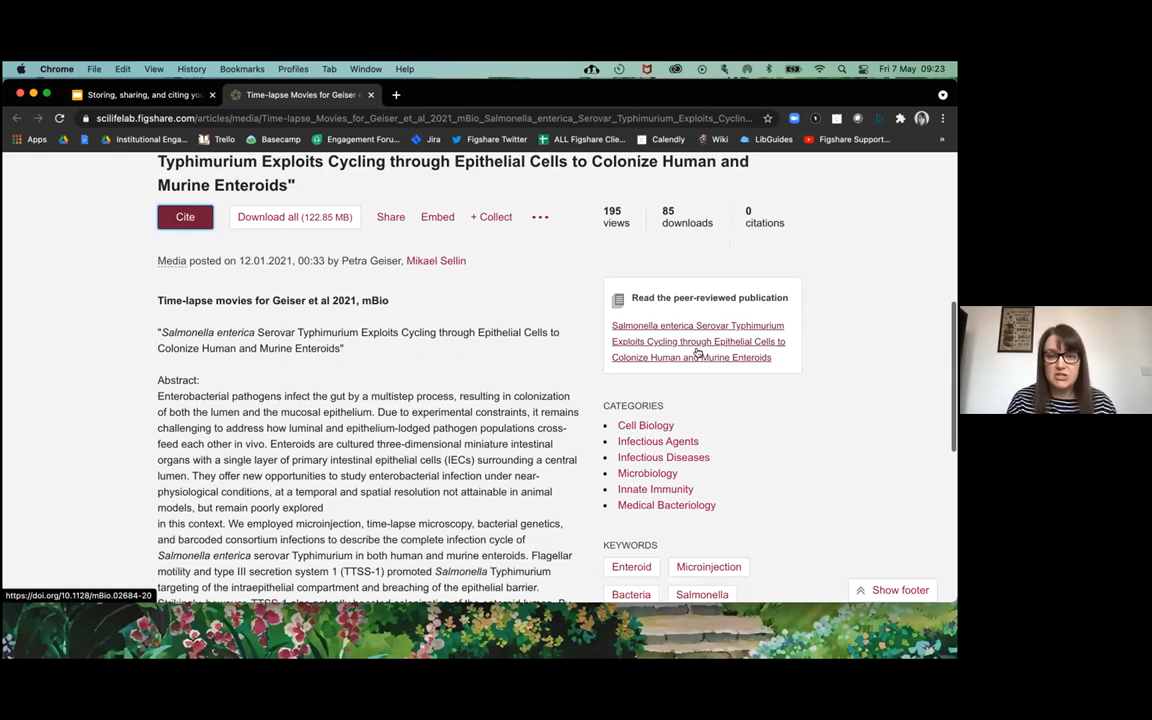 Chrome File Edit View History Bookmarks Profiles Tab Window Help Fri 7 May 09:23
Storing, sharing, and citing yo Time-lapse Movies for Geiser e
scilifelab.figshare.com/articles/media/Time-lapse_Movies_for_Geiser_et_al_2021_mBio_Salmonella_enterica_Serovar_Typhimurium_Exploits_Cyclin...
Apps Institutional Enga... Trello Basecamp Engagement Forum... Jira Figshare Twitter ALL Figshare Clie... Calendly Wiki LibGuides Figshare Support... »
Typhimurium Exploits Cycling through Epithelial Cells to Colonize Human and
Murine Enteroids"
Cite Download all (122.85 MB) Share Embed + Collect
195 85 0
views downloads citations
Media posted on 12.01.2021, 00:33 by Petra Geiser, Mikael Sellin
Time-lapse movies for Geiser et al 2021, mBio
"Salmonella enterica Serovar Typhimurium Exploits Cycling through Epithelial Cells to
Colonize Human and Murine Enteroids"
Abstract:
Enterobacterial pathogens infect the gut by a multistep process, resulting in colonization
of both the lumen and the mucosal epithelium. Due to experimental constraints, it remains
challenging to address how luminal and epithelium-lodged pathogen populations cross-
feed each other in vivo. Enteroids are cultured three-dimensional miniature intestinal
organs with a single layer of primary intestinal epithelial cells (IECs) surrounding a central
lumen. They offer new opportunities to study enterobacterial infection under near-
physiological conditions, at a temporal and spatial resolution not attainable in animal
models, but remain poorly explored
in this context. We employed microinjection, time-lapse microscopy, bacterial genetics,
and barcoded consortium infections to describe the complete infection cycle of
Salmonella enterica serovar Typhimurium in both human and murine enteroids. Flagellar
motility and type III secretion system 1 (TTSS-1) promoted Salmonella Typhimurium
targeting of the intraepithelial compartment and breaching of the epithelial barrier.
Read the peer-reviewed publication
Salmonella enterica Serovar Typhimurium
Exploits Cycling through Epithelial Cells to
Colonize Human and Murine Enteroids
CATEGORIES
Cell Biology
Infectious Agents
Infectious Diseases
Microbiology
Innate Immunity
Medical Bacteriology
KEYWORDS
Enteroid Microinjection
Bacteria Salmonella
Show footer
https://doi.org/10.1128/mBio.02684-20